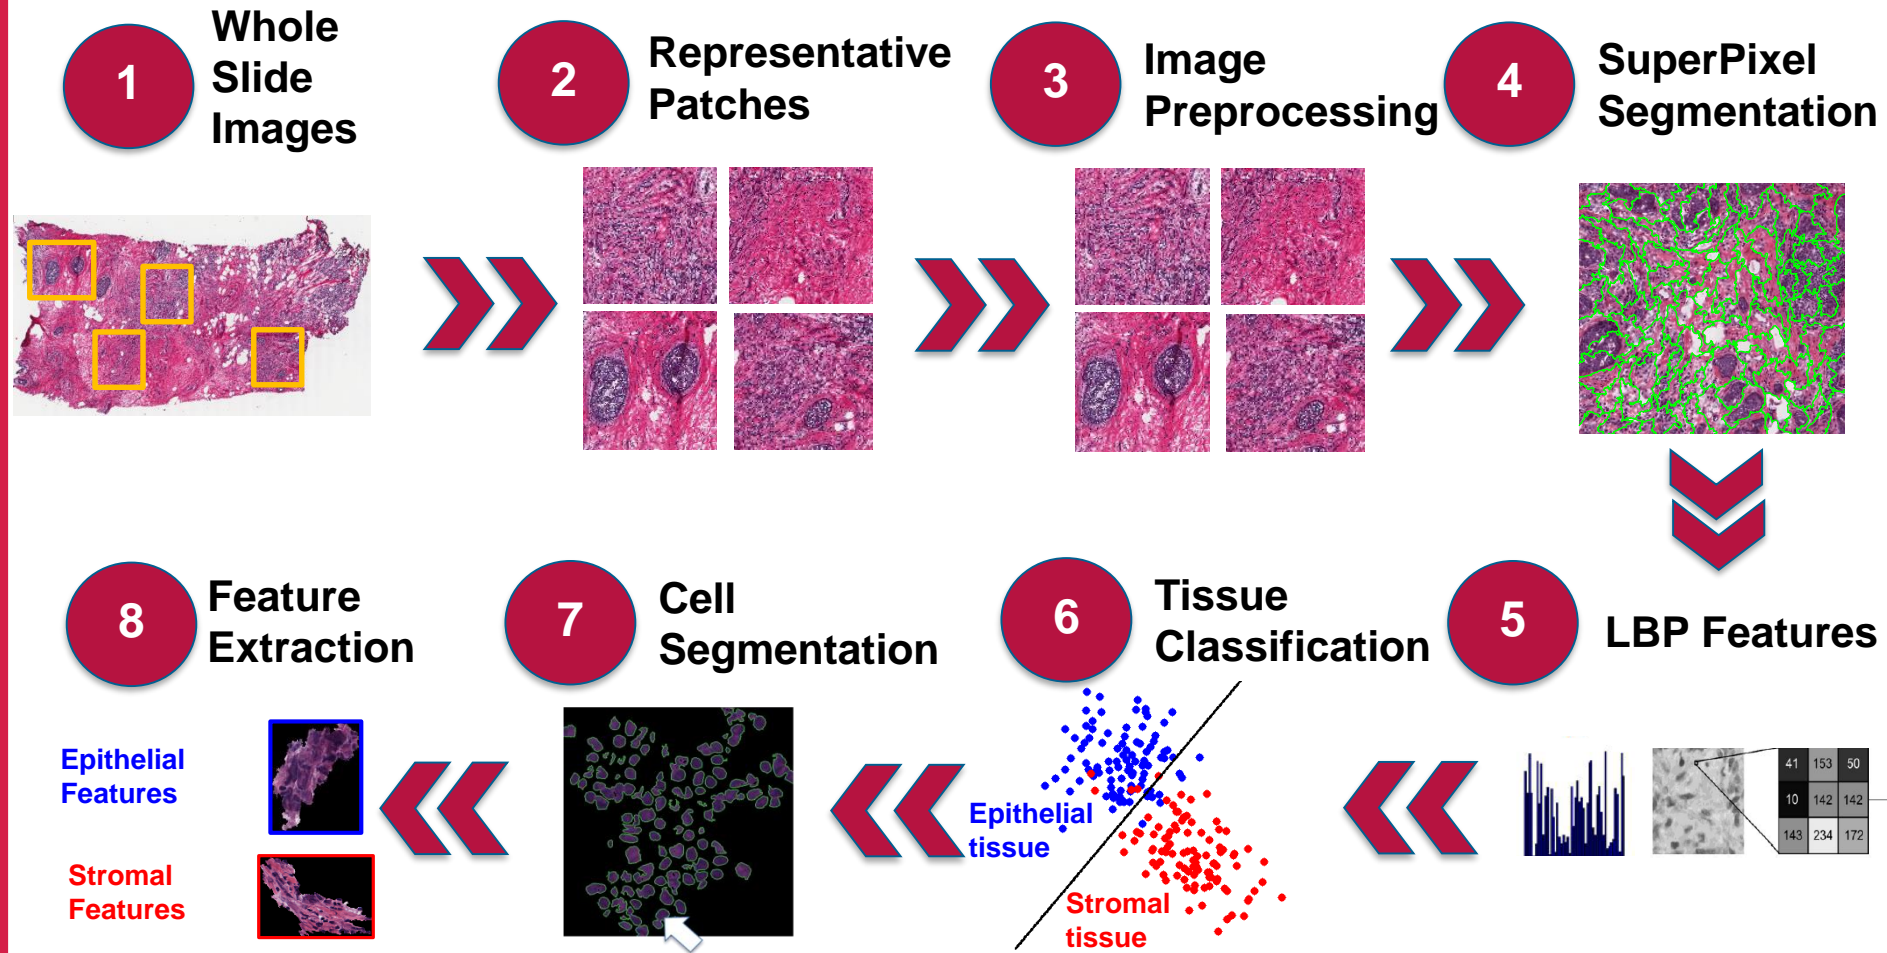 1
Whole
Slide
Images
2
Representative
Patches
3
Image
Preprocessing
4
SuperPixel
Segmentation
5
LBP Features
41 153 50
10 142 142
143 234 172
6
Tissue
Classification
Epithelial
tissue
Stromal
tissue
7
Cell
Segmentation
8
Feature
Extraction
Epithelial
Features
Stromal
Features